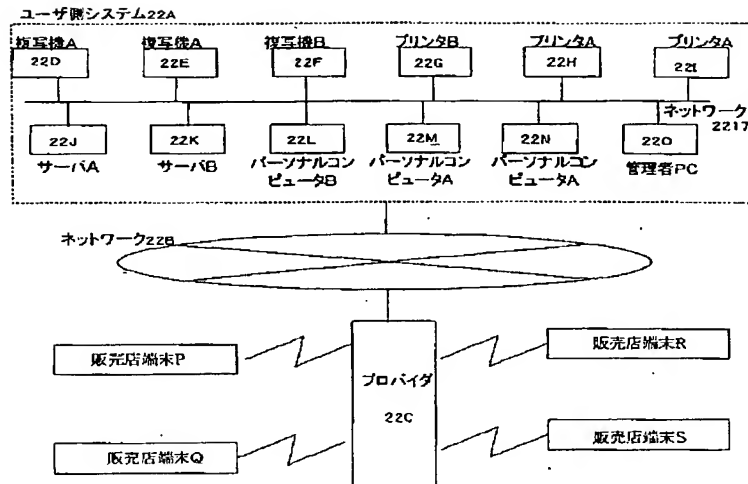 ユーザ側システム22A
複写機A
複写機A
複写機B
プリンタB
プリンタA
プリンタA
22D
22E
22F
22G
22H
22I
ネットワーク
2217
22J
22K
22L
22M
22N
22O
サーバA
サーバB
パーソナルコン
ピュータB
パーソナルコン
ピュータA
パーソナルコン
ピュータA
管理者PC
ネットワーク22B
販売店端末P
販売店端末R
プロバイダ
22C
販売店端末Q
販売店端末S